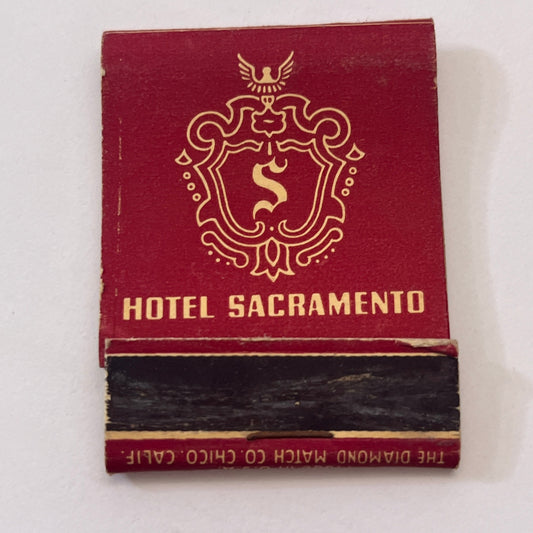 S
HOTEL SACRAMENTO
THE DIAMOND MATCH CO. CHICO. CALIF.